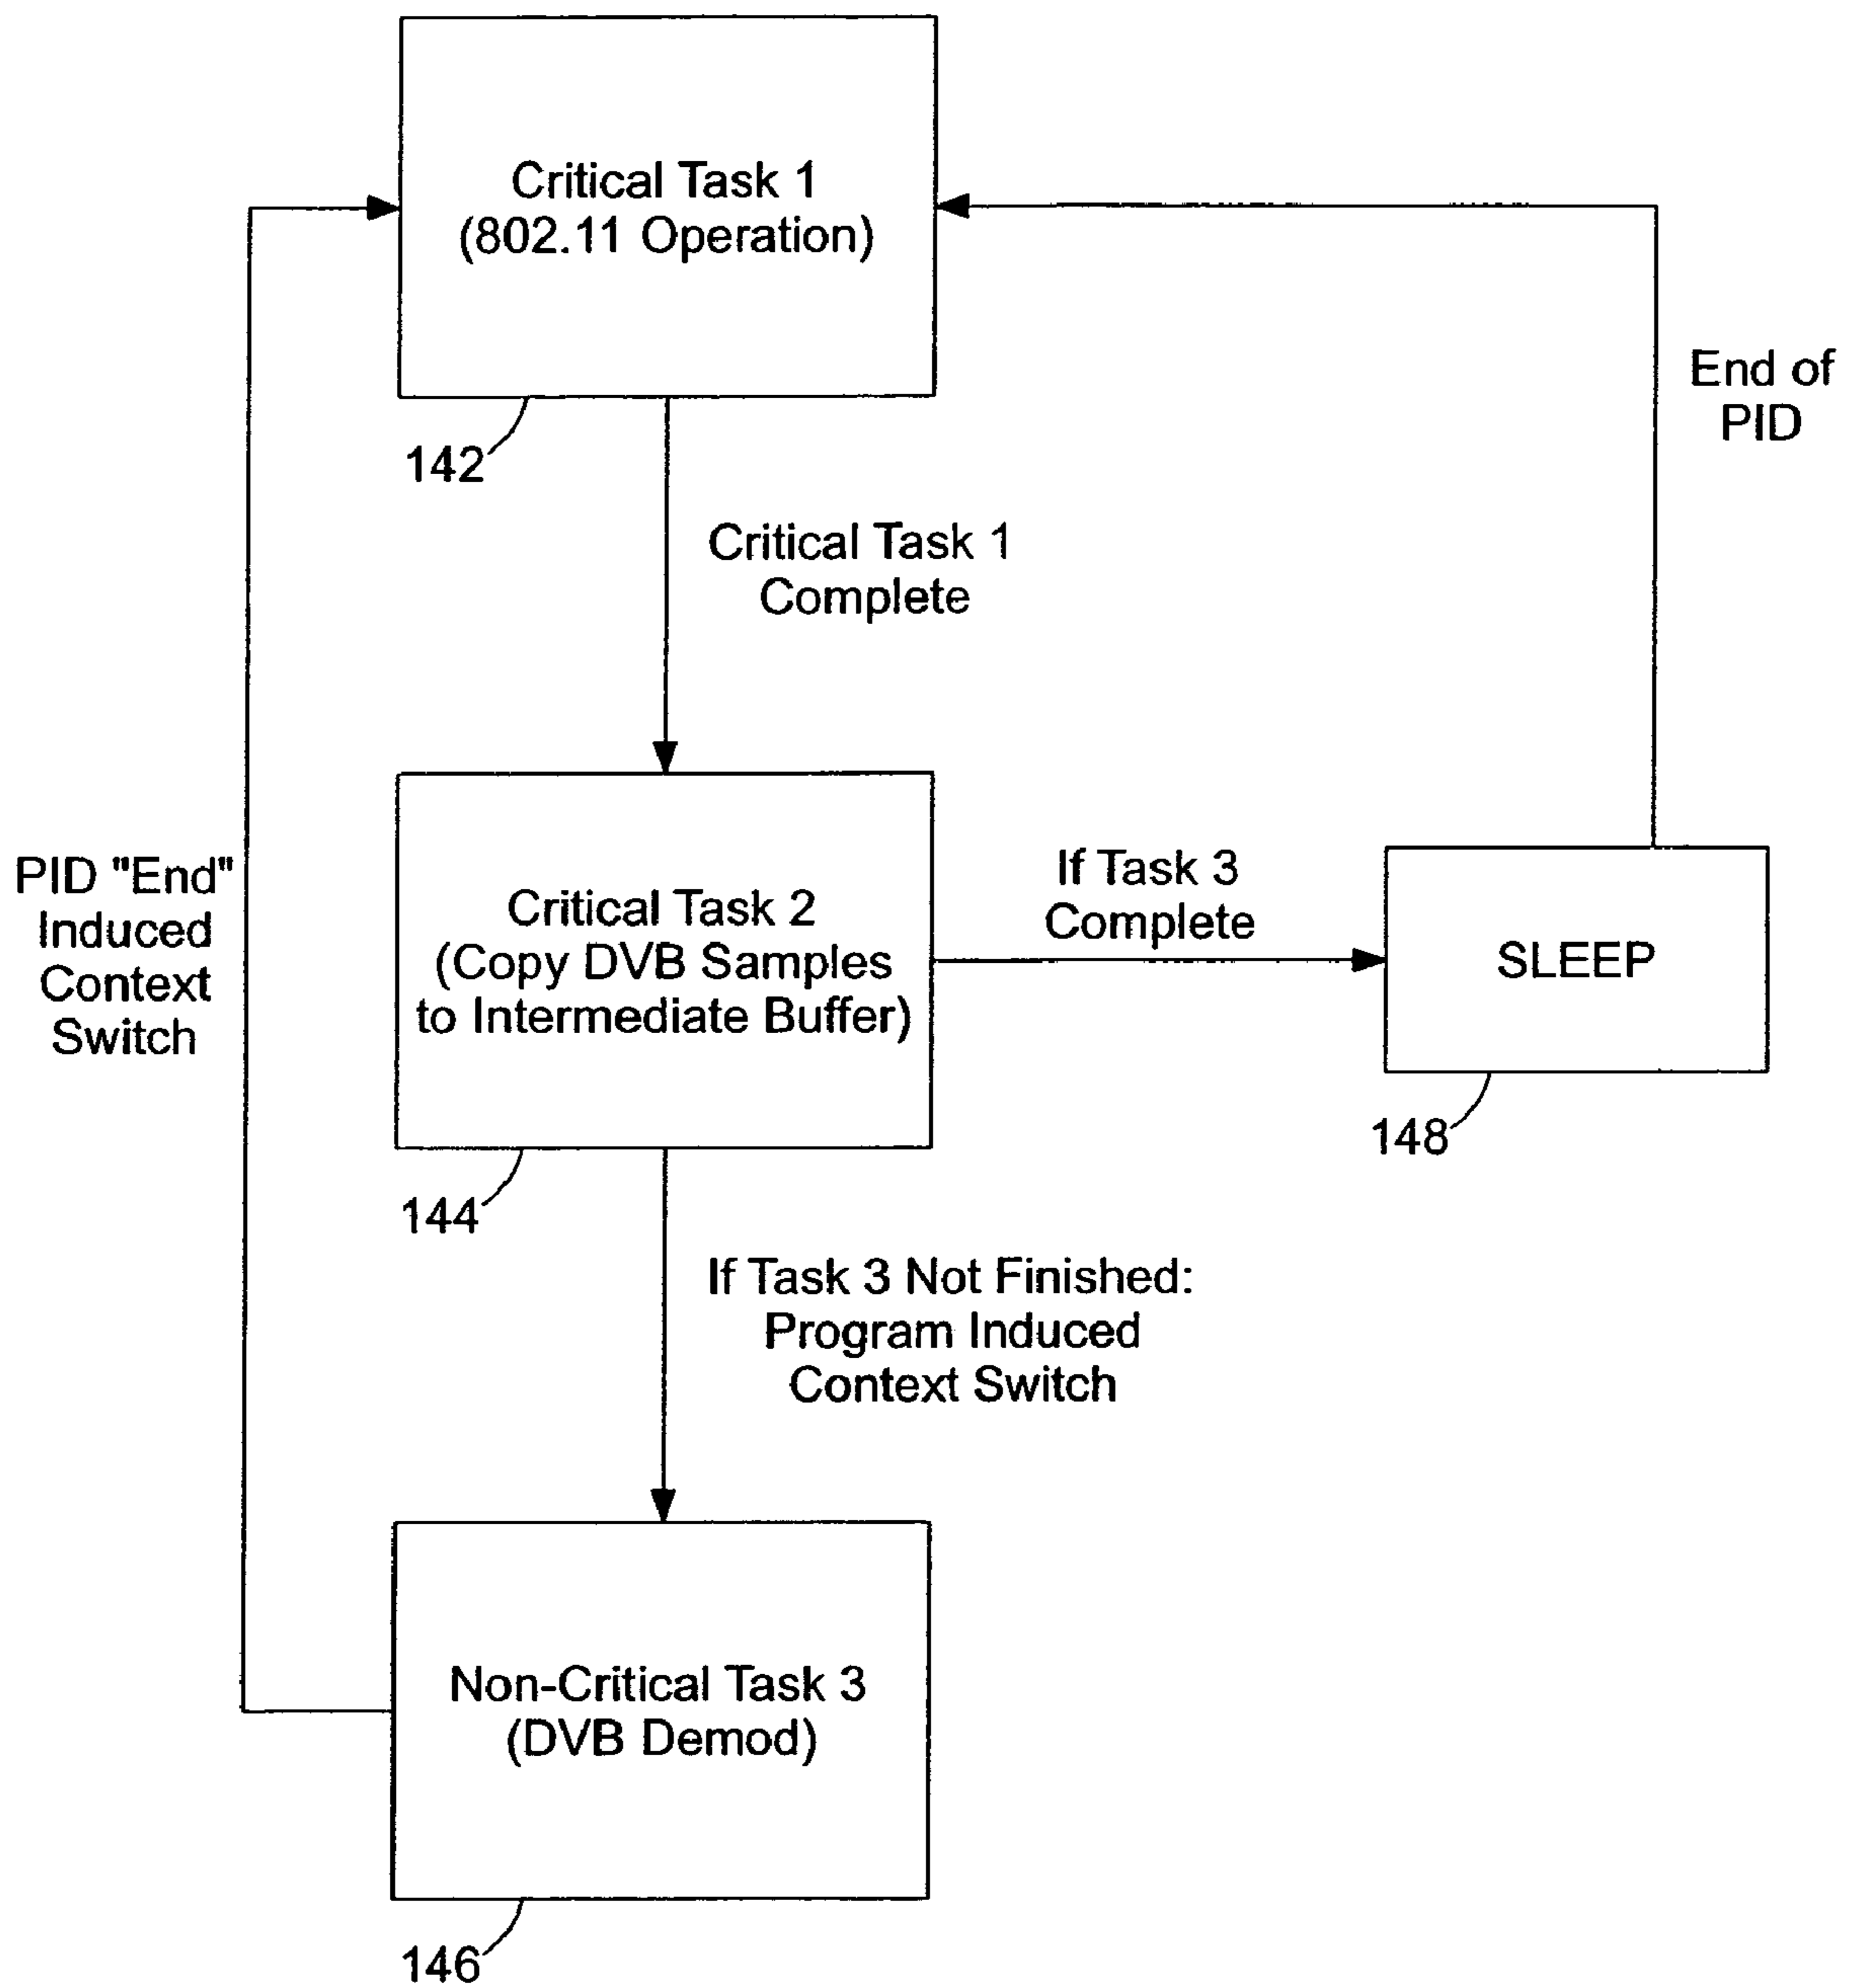 Critical Task 1
(802.11 Operation)
142
End of
PID
Critical Task 1
Complete
PID "End"
Induced
Context
Switch
Critical Task 2
(Copy DVB Samples
to Intermediate Buffer)
144
If Task 3
Complete
SLEEP
148
If Task 3 Not Finished:
Program Induced
Context Switch
Non-Critical Task 3
(DVB Demod)
146